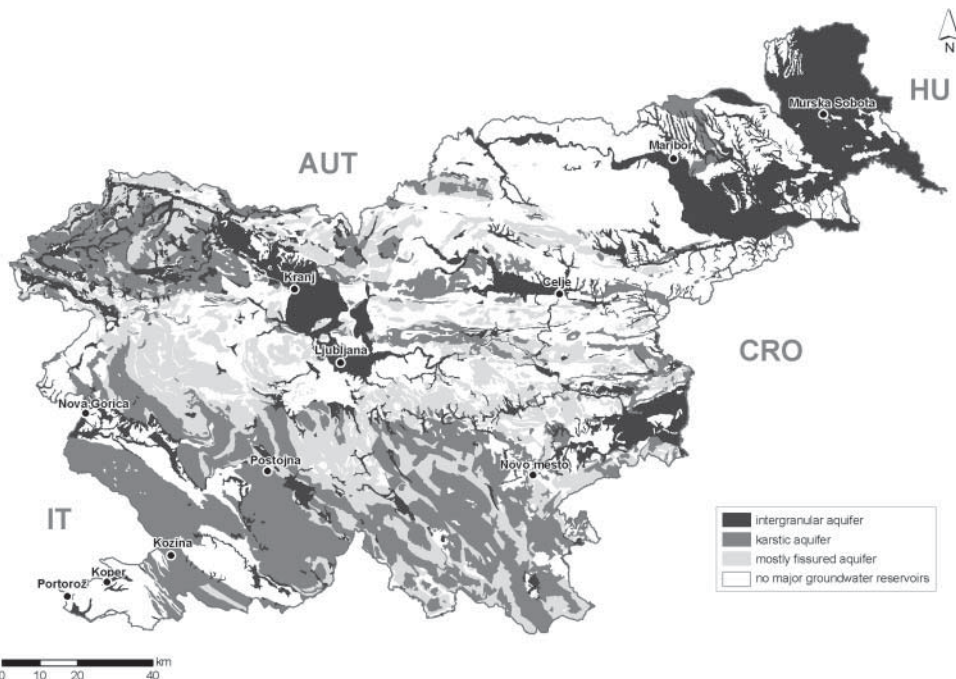 N
HU
Murska Sobota
Maribor
AUT
Kranj
Celje
CRO
Ljubljana
Nova Gorica
Postojna
Novo mesto
IT
Kozina
Koper
Portorož
intergranular aquifer
karstic aquifer
mostly fissured aquifer
no major groundwater reservoirs
km
0 10 20 40